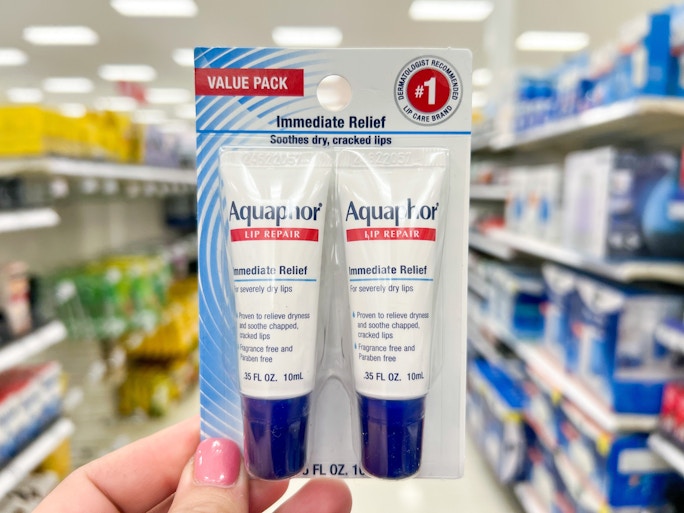 VALUE PACK
DERMATOLOGIST RECOMMENDED
#1
LIP CARE BRAND
Immediate Relief
Soothes dry, cracked lips
Aquaphor®
LIP REPAIR
Immediate Relief
For severely dry lips
Proven to relieve dryness
and soothe chapped,
cracked lips
Fragrance free and
Paraben free
.35 FL OZ. 10mL
Aquaphor®
LIP REPAIR
Immediate Relief
For severely dry lips
Proven to relieve dryness
and soothe chapped,
cracked lips
Fragrance free and
Paraben free
.35 FL OZ. 10mL
FL OZ.